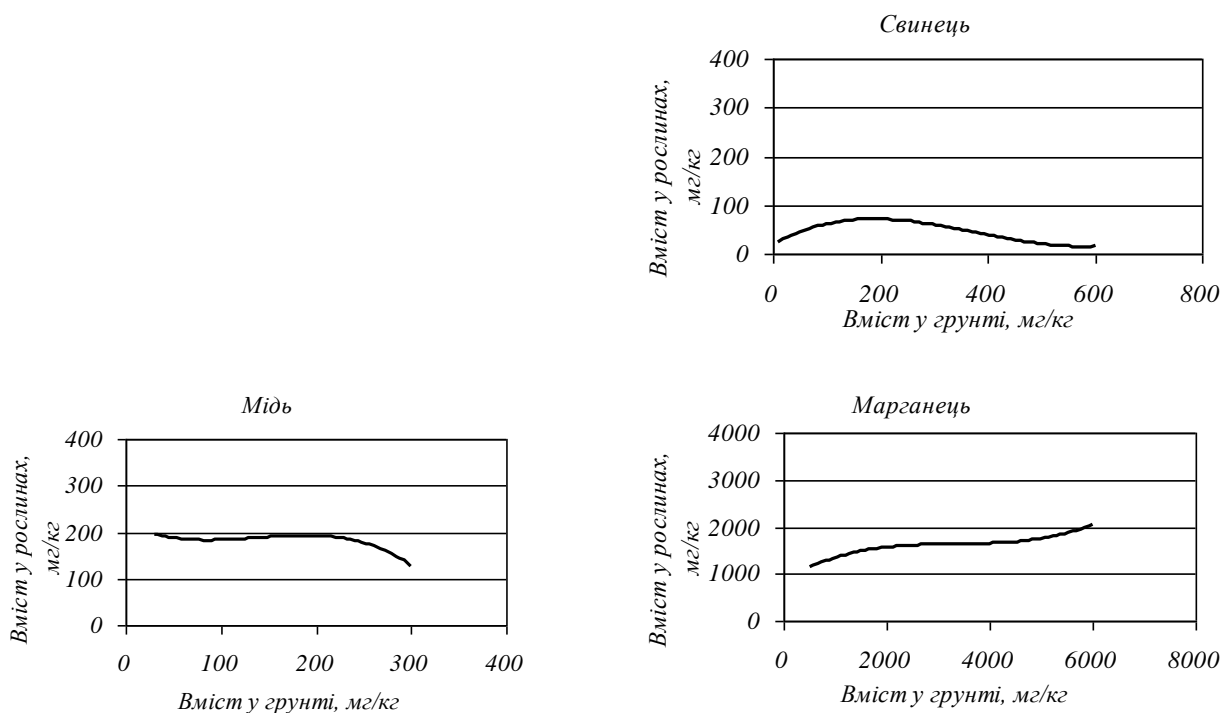 Свинець
400
300
200
100
0
Вміст у рослинах,
мг/кг
0 200 400 600 800
Вміст у грунті, мг/кг
Мідь
400
300
200
100
0
Вміст у рослинах,
мг/кг
0 100 200 300 400
Вміст у грунті, мг/кг
Марганець
4000
3000
2000
1000
0
Вміст у рослинах,
мг/кг
0 2000 4000 6000 8000
Вміст у грунті, мг/кг